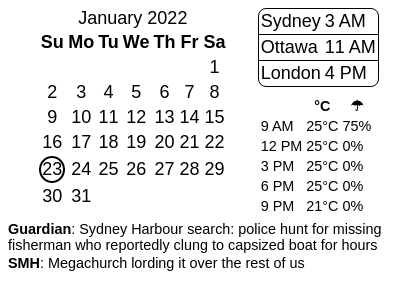 January 2022
Su Mo Tu We Th Fr Sa
1
2 3 4 5 6 7 8
9 10 11 12 13 14 15
16 17 18 19 20 21 22
23 24 25 26 27 28 29
30 31
Sydney 3 AM
Ottawa 11 AM
London 4 PM
°C ☂
9 AM 25°C 75%
12 PM 25°C 0%
3 PM 25°C 0%
6 PM 25°C 0%
9 PM 21°C 0%
Guardian: Sydney Harbour search: police hunt for missing
fisherman who reportedly clung to capsized boat for hours
SMH: Megachurch lording it over the rest of us